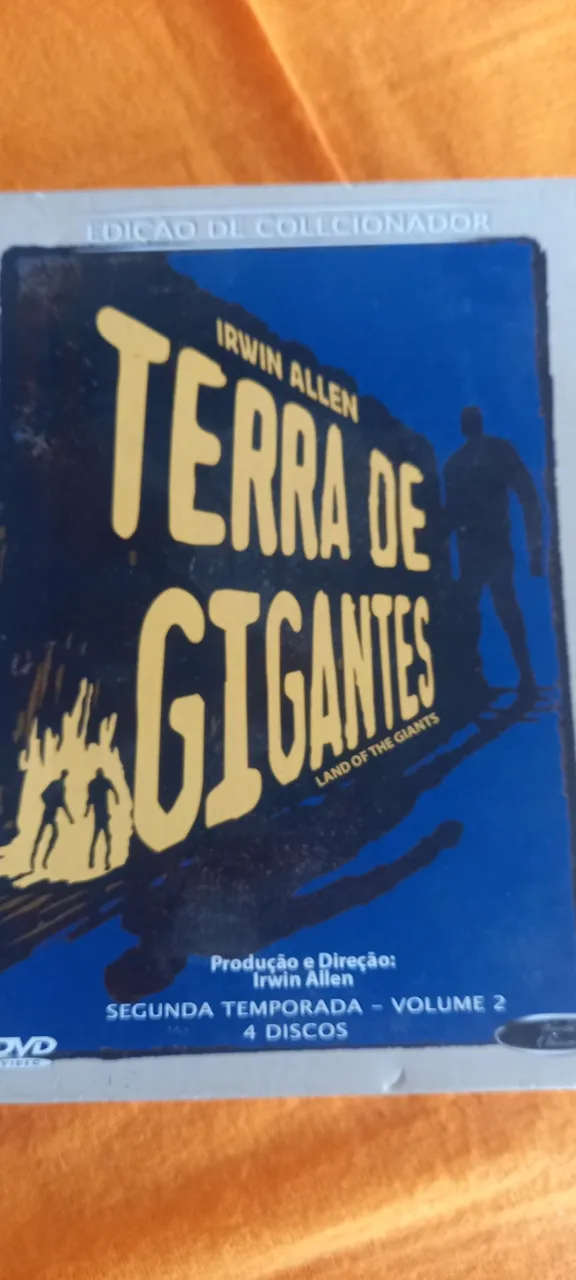 EDIÇÃO DE COLECIONADOR
IRWIN ALLEN
TERRA DE
GIGANTES
LAND OF THE GIANTS
Produção e Direção:
Irwin Allen
SEGUNDA TEMPORADA - VOLUME 2
4 DISCOS
DVD
VIDEO